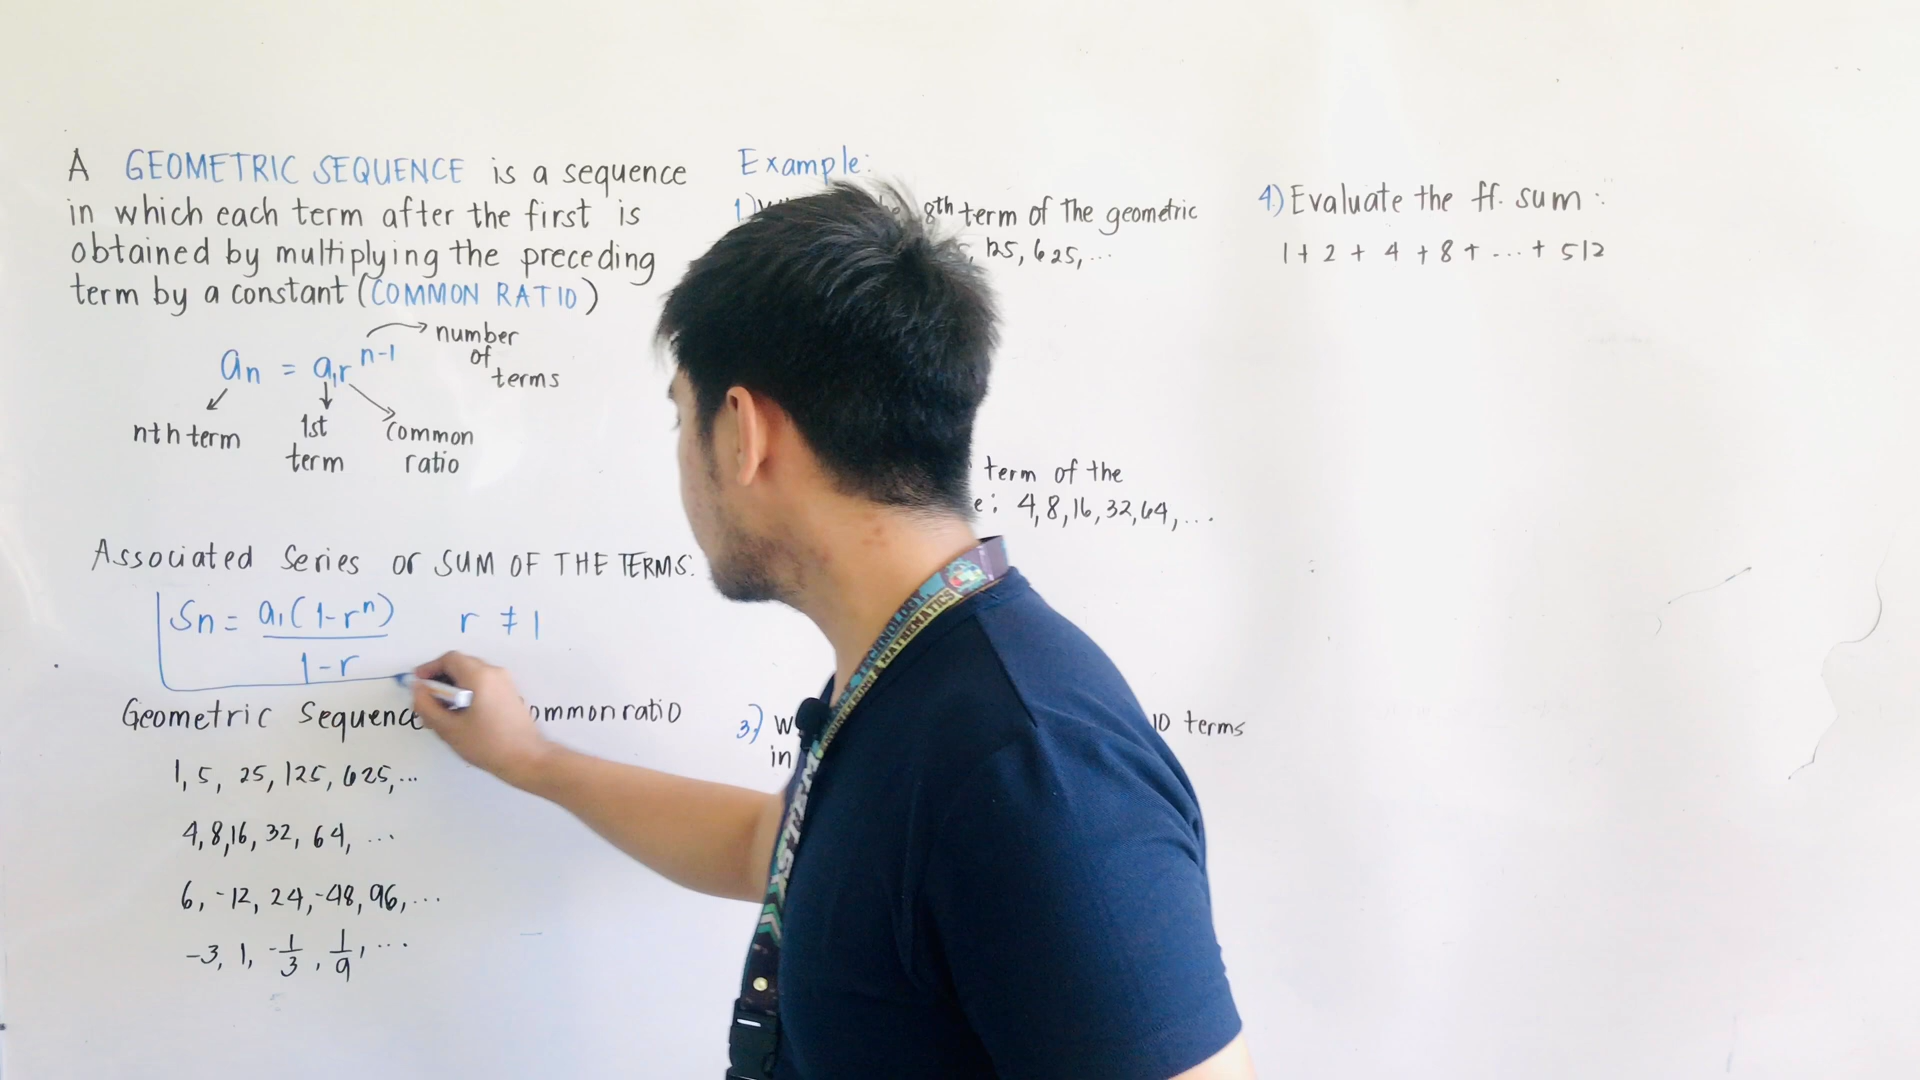 A GEOMETRIC SEQUENCE is a sequence
in which each term after the first is
obtained by multiplying the preceding
term by a constant (COMMON RATIO)
an = a₁r^n-1
number
of
terms
nth term
1st
term
common
ratio
Associated Series or SUM OF THE TERMS:
Sn = a₁(1-rⁿ) r ≠ 1
1-r
Geometric Sequence ommon ratio
1, 5, 25, 125, 625, ...
4, 8, 16, 32, 64, ...
6, -12, 24, -48, 96, ...
-3, 1, -1/3, 1/9, ...
Example:
1) 8th term of the geometric
125, 625, ...
term of the
4, 8, 16, 32, 64, ...
3.) 10 terms
in
4.) Evaluate the ff. sum :
1 + 2 + 4 + 8 + ... + 512
TECHNOLOGY,
MATHEMATICS